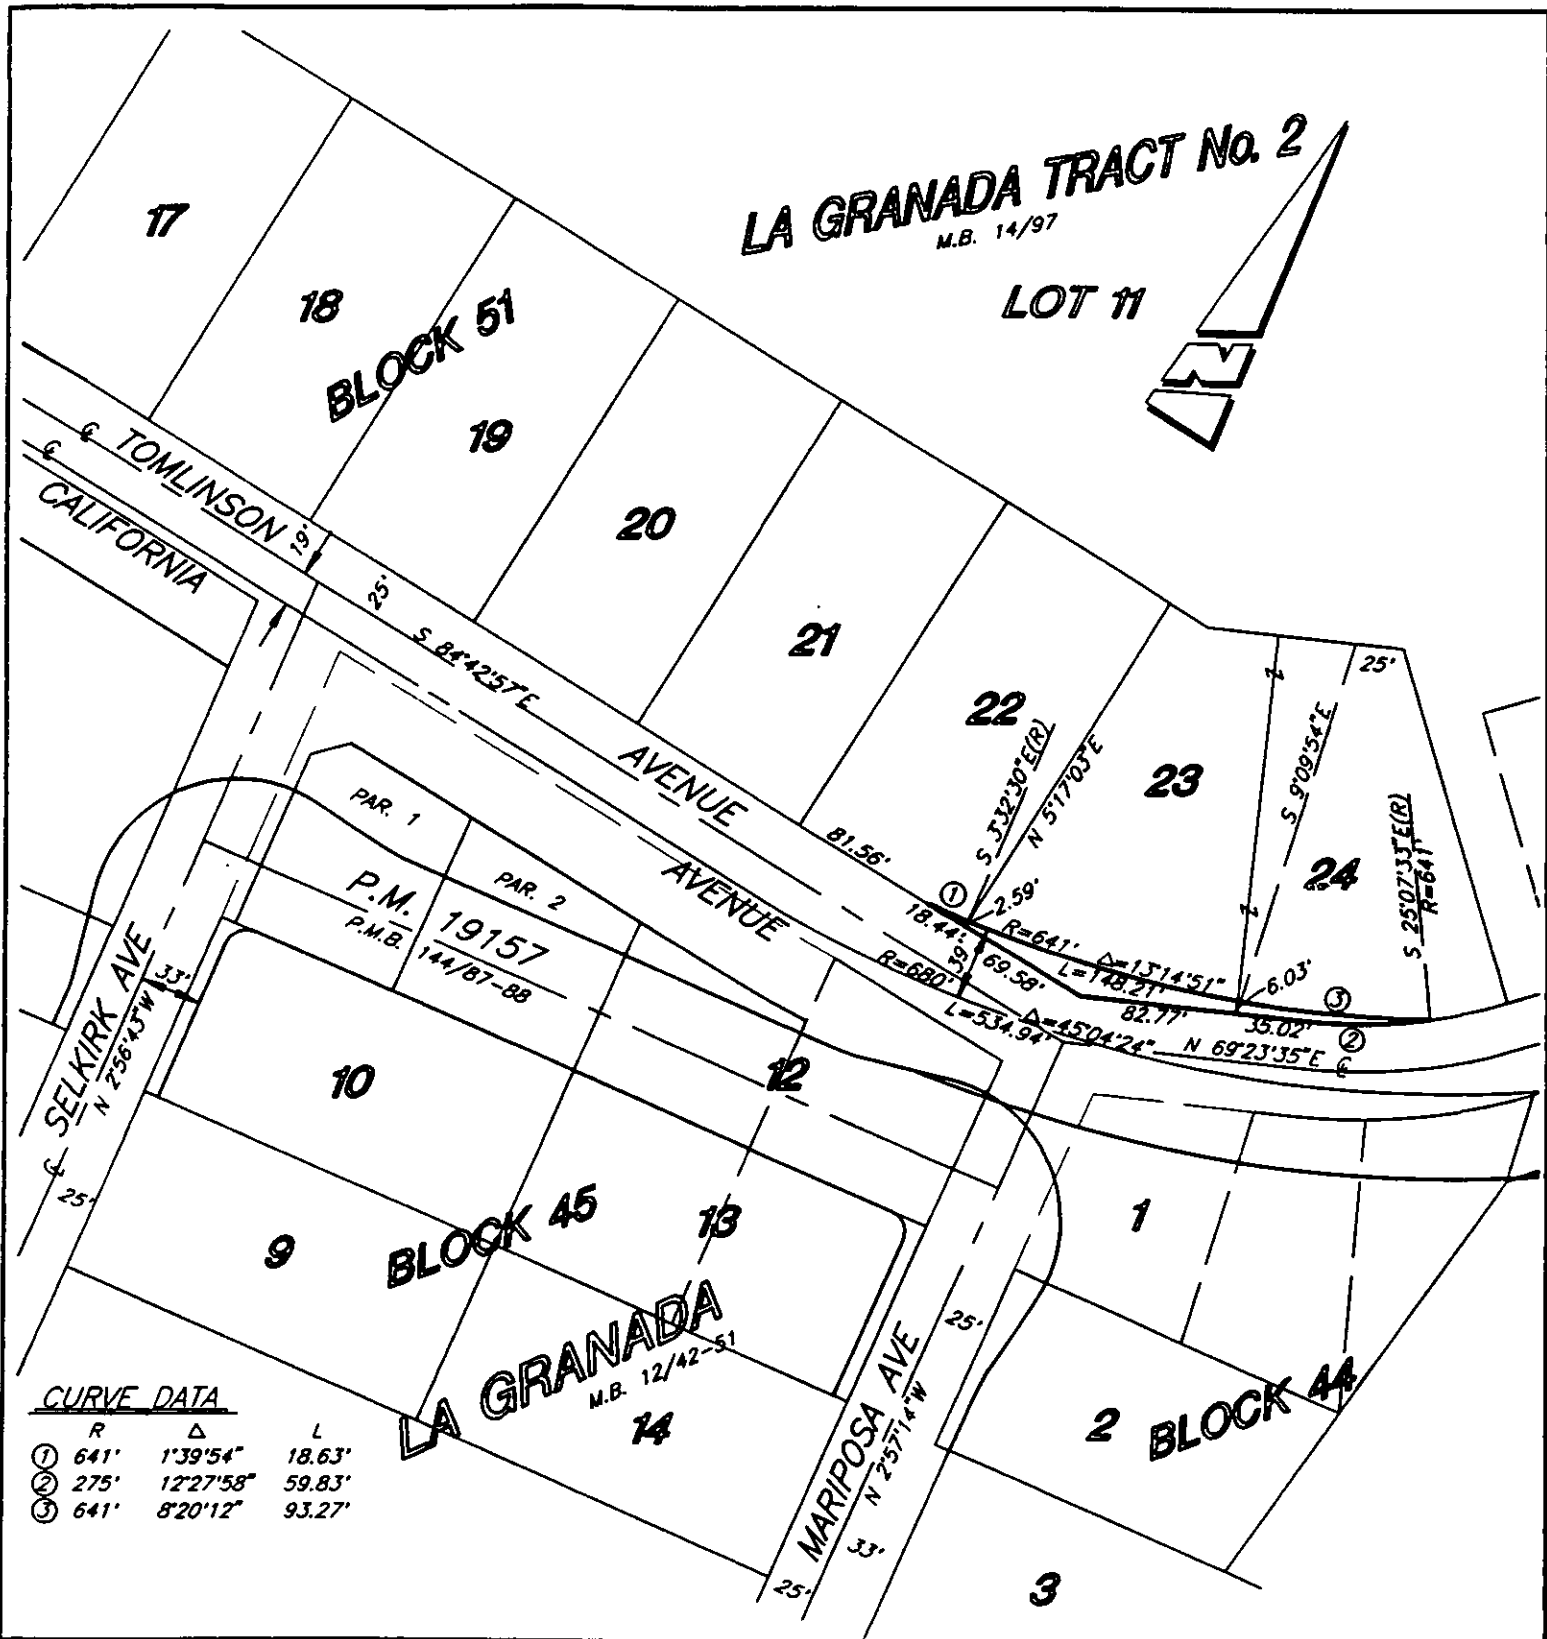 LA GRANADA TRACT No. 2
M.B. 14/97
LOT 11
N
17
18
BLOCK 51
19
20
21
22
23
24
℄ TOMLINSON
℄
CALIFORNIA
19'
25'
S 84°42'57"E
AVENUE
AVENUE
81.56'
S 3°32'30"E(R)
N 5°17'03"E
S 9°09'54"E
25'
S 25°07'33"E(R)
R=641'
①
2.59'
18.44'
R=641'
Δ=13°14'51"
L=148.21'
39'
69.58'
6.03'
③
82.77'
35.02'
②
R=680'
L=534.94'
Δ=45°04'24"
N 69°23'35"E
℄
PAR. 1
PAR. 2
P.M. 19157
P.M.B. 144/87-88
SELKIRK AVE
N 2°56'43"W
33'
℄
25'
10
12
9
BLOCK 45
13
LA GRANADA
M.B. 12/42-51
14
MARIPOSA AVE
N 2°57'14"W
25'
33'
25'
1
2
BLOCK 44
3
CURVE DATA
R Δ L
① 641' 1°39'54" 18.63'
② 275' 12°27'58" 59.83'
③ 641' 8°20'12" 93.27'